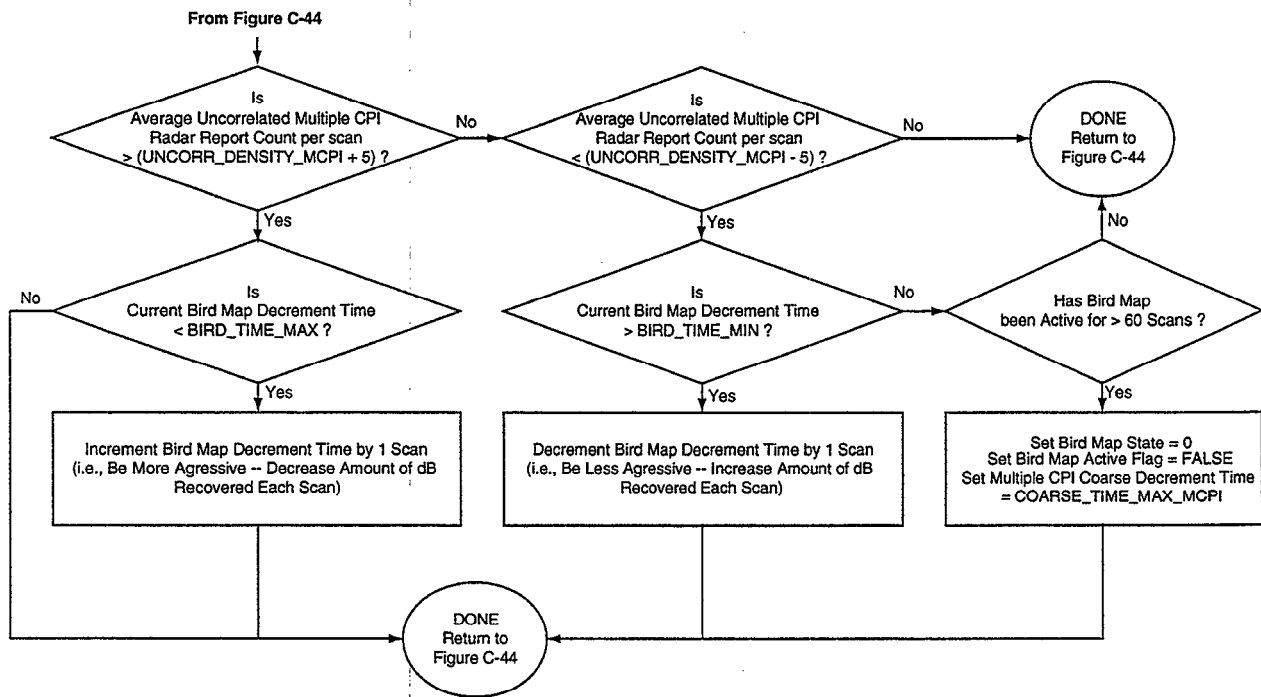 From Figure C-44
Is
Average Uncorrelated Multiple CPI
Radar Report Count per scan
> (UNCORR_DENSITY_MCPI + 5) ?
No
Is
Average Uncorrelated Multiple CPI
Radar Report Count per scan
< (UNCORR_DENSITY_MCPI - 5) ?
No
DONE
Return to
Figure C-44
Yes
Yes
No
No
Is
Current Bird Map Decrement Time
< BIRD_TIME_MAX ?
Is
Current Bird Map Decrement Time
> BIRD_TIME_MIN ?
No
Has Bird Map
been Active for > 60 Scans ?
Yes
Yes
Yes
Increment Bird Map Decrement Time by 1 Scan
(i.e., Be More Agressive -- Decrease Amount of dB
Recovered Each Scan)
Decrement Bird Map Decrement Time by 1 Scan
(i.e., Be Less Agressive -- Increase Amount of dB
Recovered Each Scan)
Set Bird Map State = 0
Set Bird Map Active Flag = FALSE
Set Multiple CPI Coarse Decrement Time
= COARSE_TIME_MAX_MCPI
DONE
Return to
Figure C-44